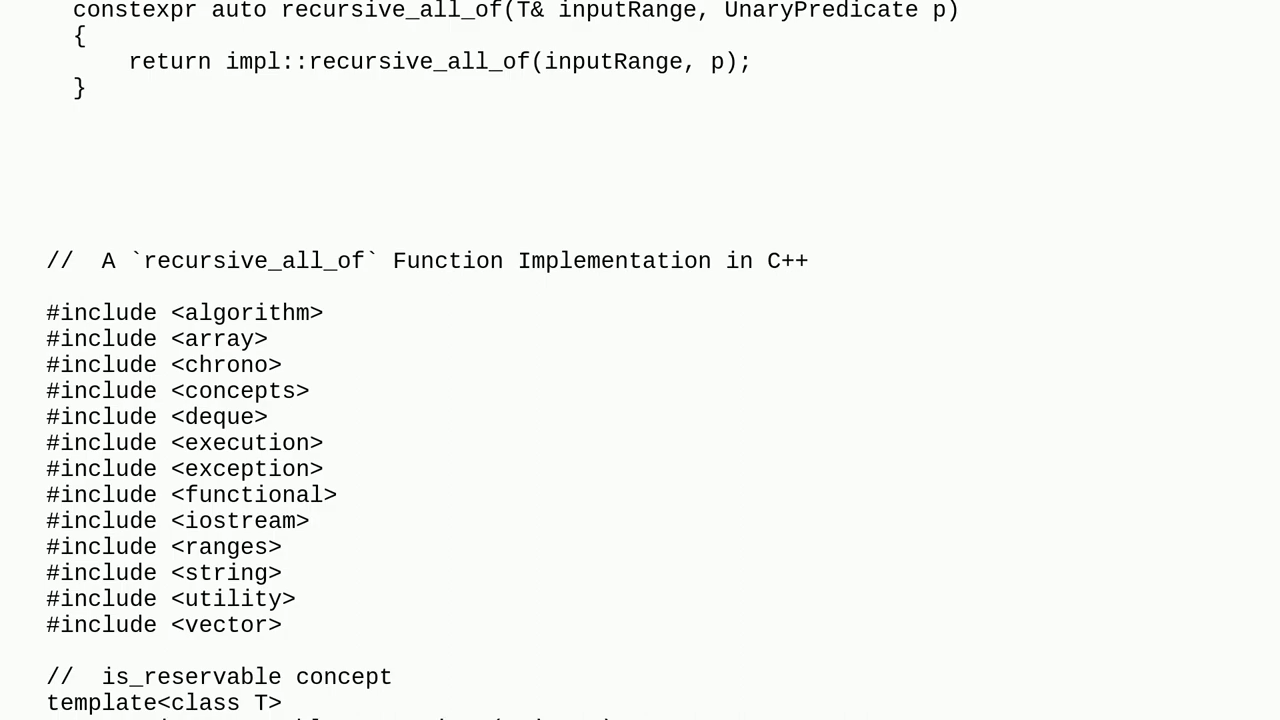 constexpr auto recursive_all_of(T& inputRange, UnaryPredicate p)
{
    return impl::recursive_all_of(inputRange, p);
}
//  A `recursive_all_of` Function Implementation in C++
#include <algorithm>
#include <array>
#include <chrono>
#include <concepts>
#include <deque>
#include <execution>
#include <exception>
#include <functional>
#include <iostream>
#include <ranges>
#include <string>
#include <utility>
#include <vector>
//  is_reservable concept
template<class T>